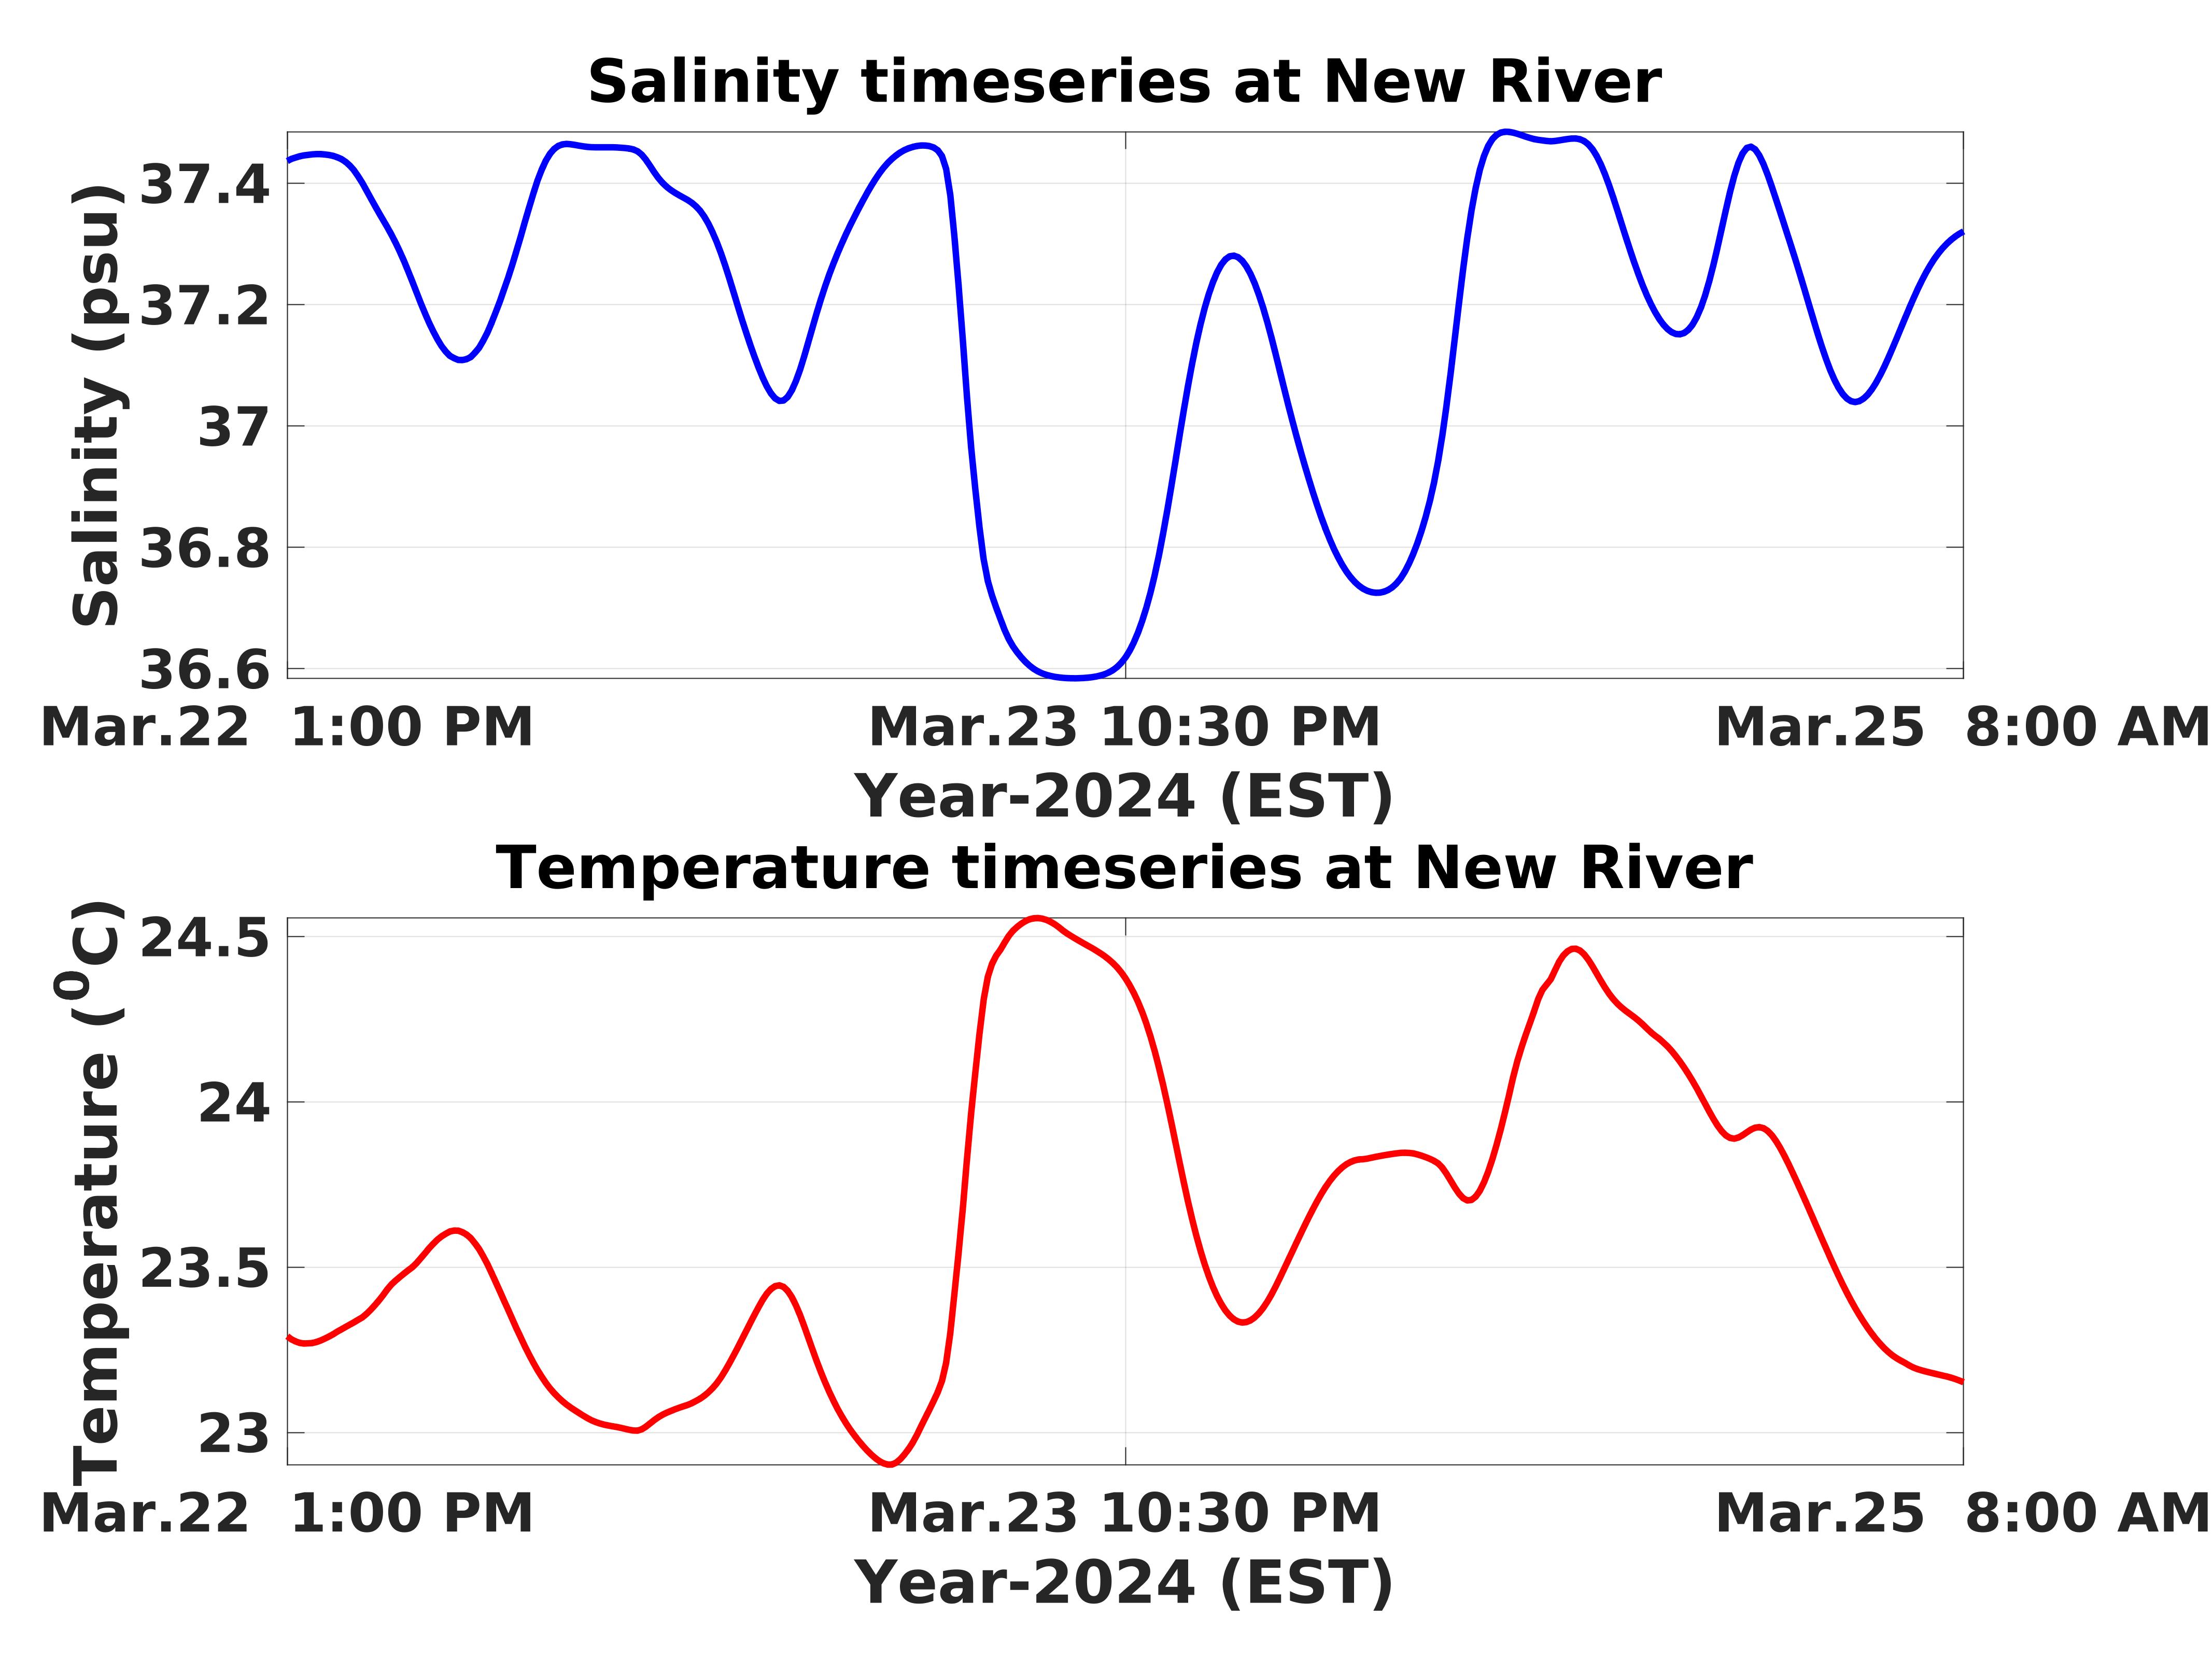 Salinity timeseries at New River
Salinity (psu)
37.4
37.2
37
36.8
36.6
Mar.22  1:00 PM
Mar.23 10:30 PM
Mar.25  8:00 AM
Year-2024 (EST)
Temperature timeseries at New River
Temperature (⁰C)
24.5
24
23.5
23
Mar.22  1:00 PM
Mar.23 10:30 PM
Mar.25  8:00 AM
Year-2024 (EST)